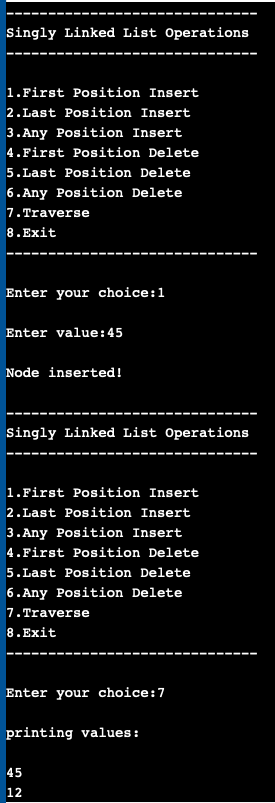 ------------------------------
Singly Linked List Operations
------------------------------
1.First Position Insert
2.Last Position Insert
3.Any Position Insert
4.First Position Delete
5.Last Position Delete
6.Any Position Delete
7.Traverse
8.Exit
------------------------------
Enter your choice:1
Enter value:45
Node inserted!
------------------------------
Singly Linked List Operations
------------------------------
1.First Position Insert
2.Last Position Insert
3.Any Position Insert
4.First Position Delete
5.Last Position Delete
6.Any Position Delete
7.Traverse
8.Exit
------------------------------
Enter your choice:7
printing values:
45
12